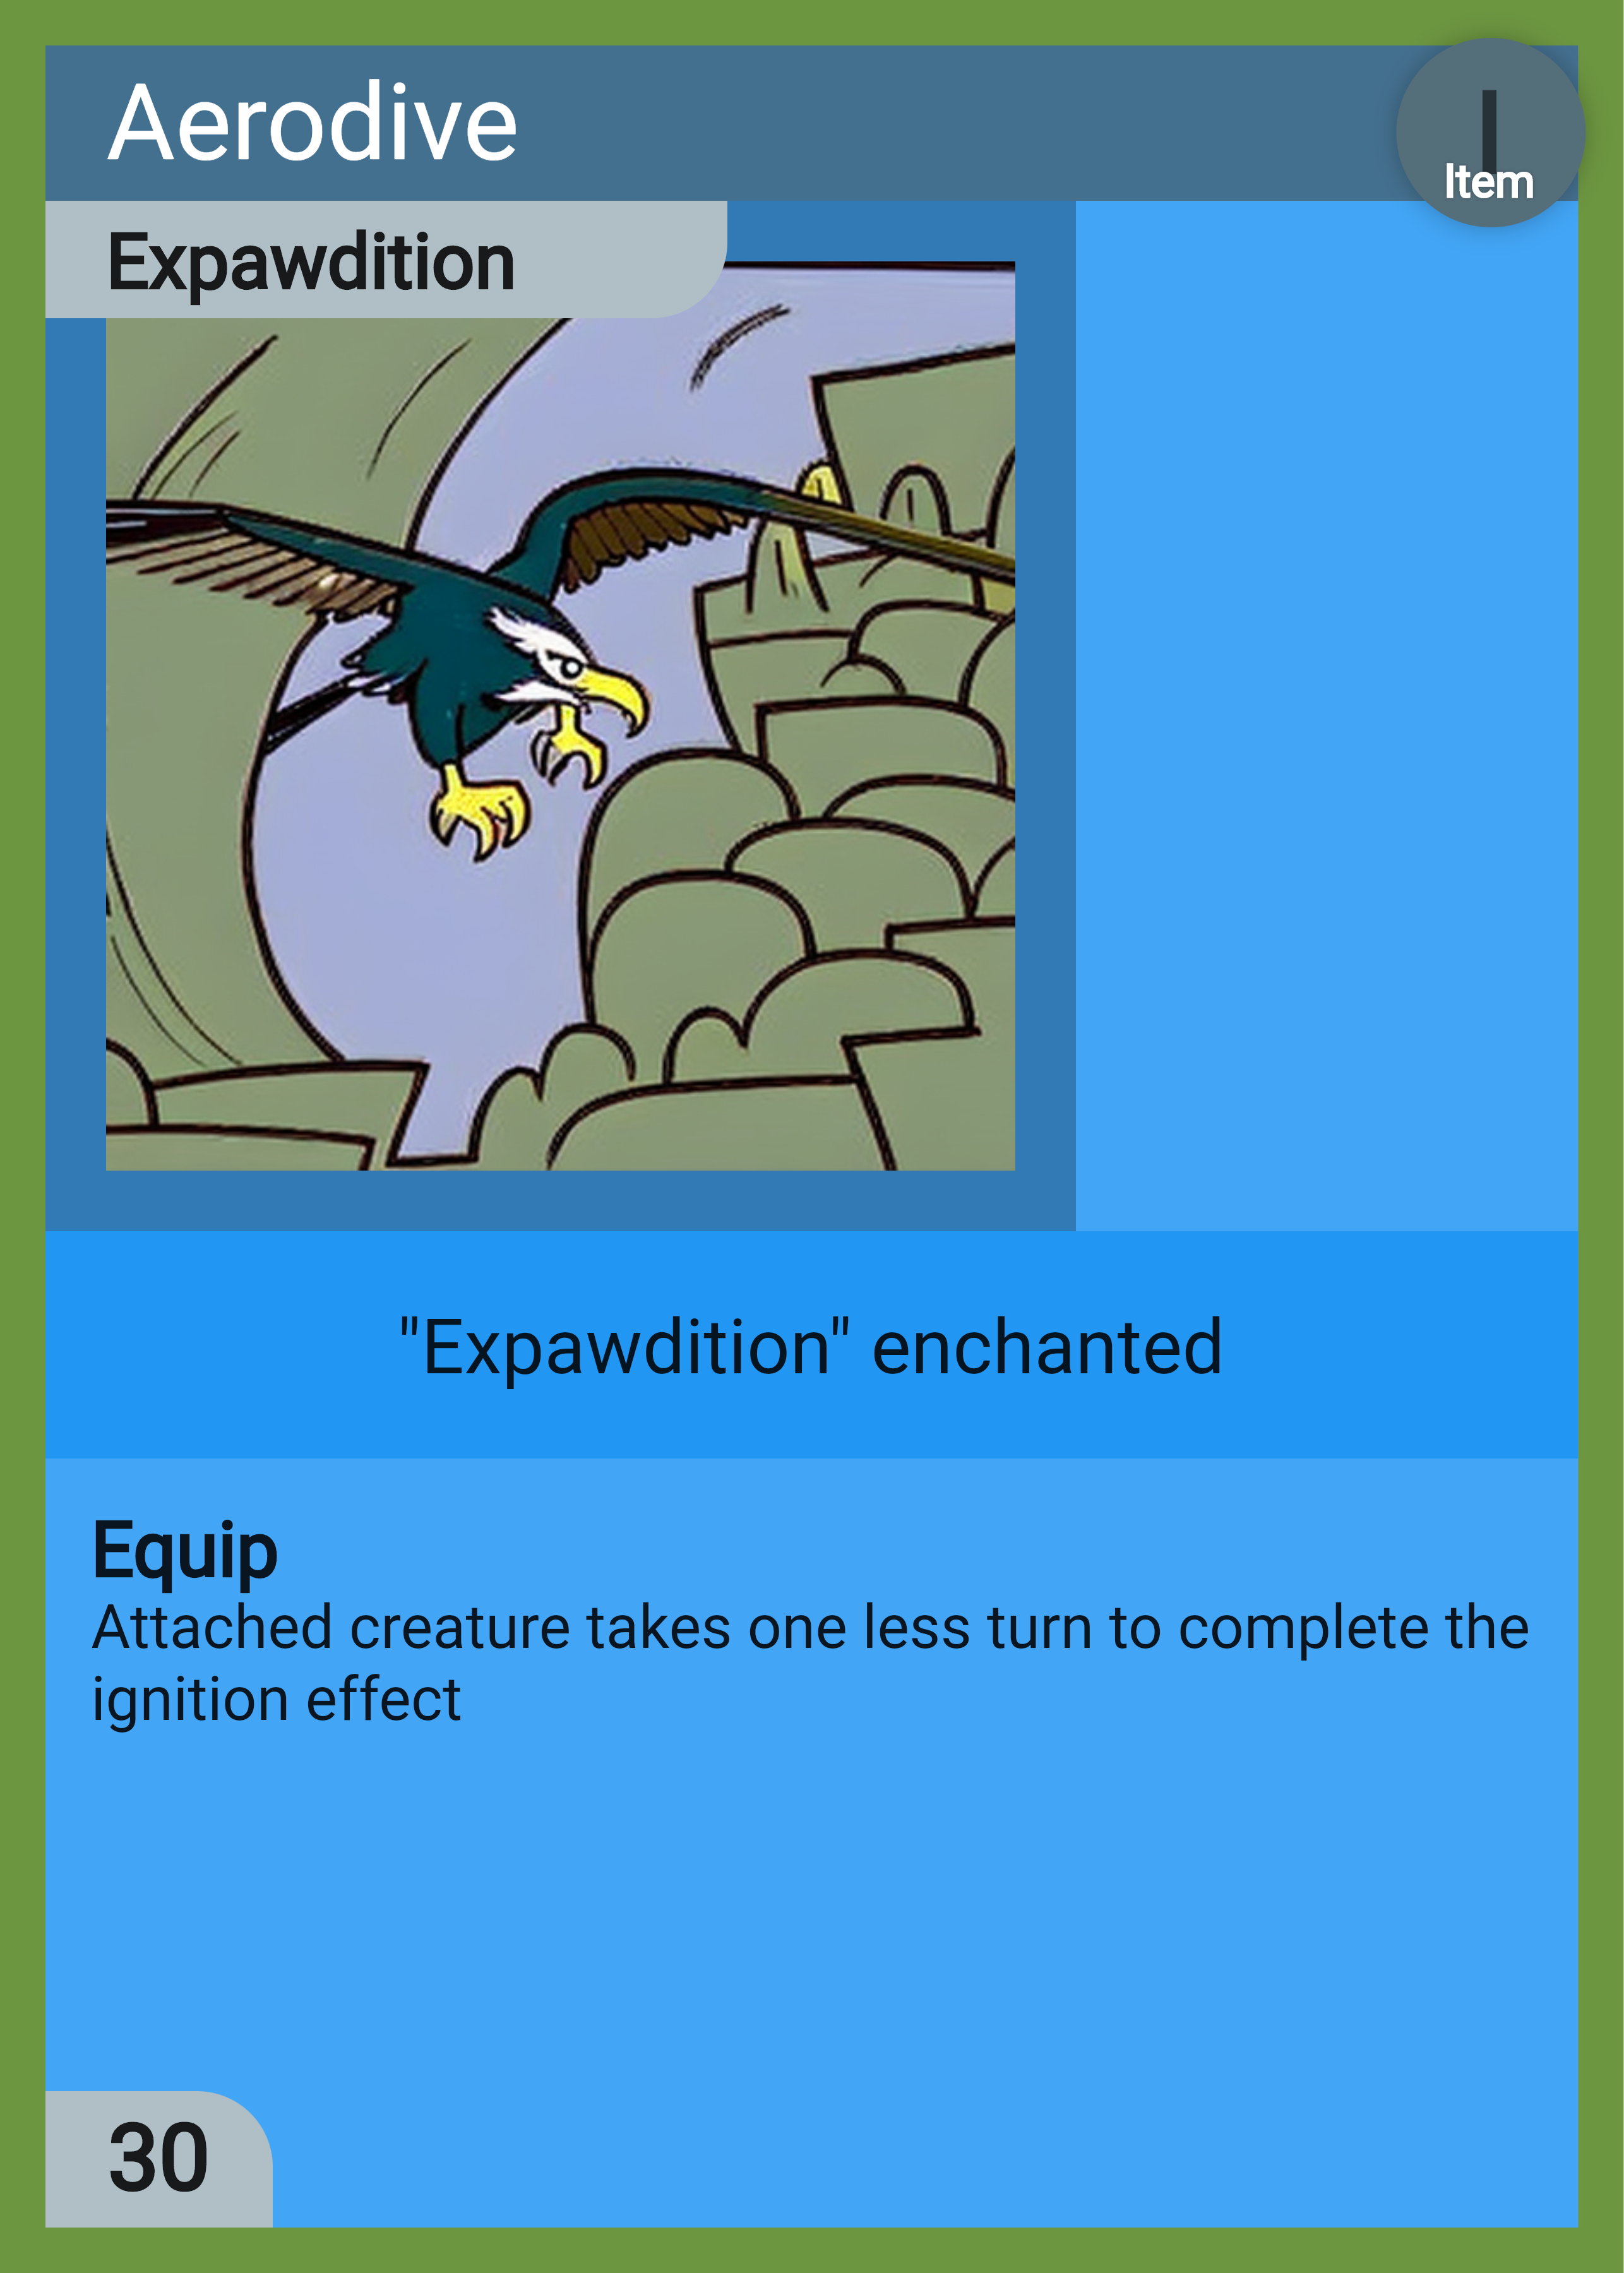 Aerodive
I
Item
Expawdition
"Expawdition" enchanted
Equip
Attached creature takes one less turn to complete the
ignition effect
30